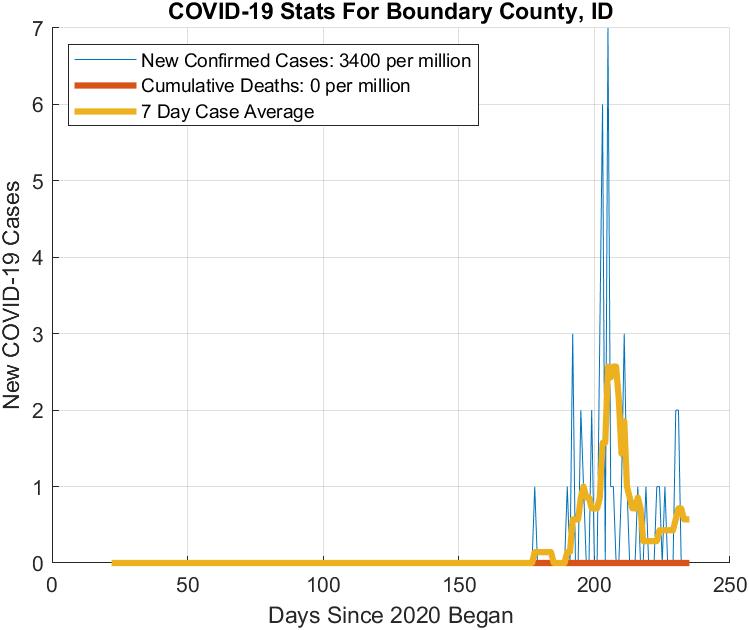 COVID-19 Stats For Boundary County, ID
7
6
5
4
3
2
1
0
New COVID-19 Cases
New Confirmed Cases: 3400 per million
Cumulative Deaths: 0 per million
7 Day Case Average
0 50 100 150 200 250
Days Since 2020 Began